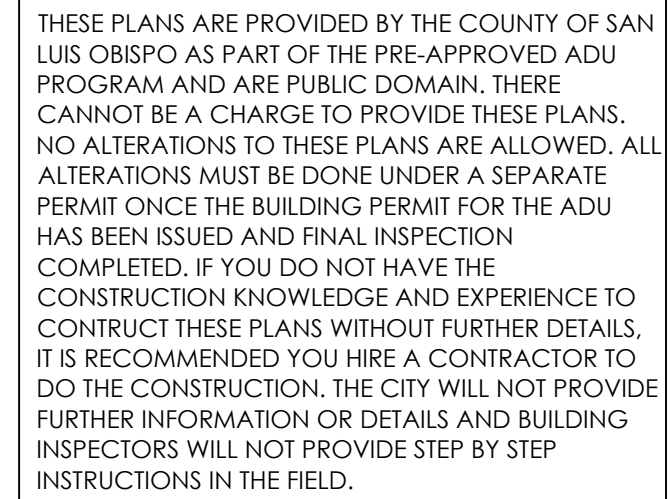 THESE PLANS ARE PROVIDED BY THE COUNTY OF SAN
LUIS OBISPO AS PART OF THE PRE-APPROVED ADU
PROGRAM AND ARE PUBLIC DOMAIN. THERE
CANNOT BE A CHARGE TO PROVIDE THESE PLANS.
NO ALTERATIONS TO THESE PLANS ARE ALLOWED. ALL
ALTERATIONS MUST BE DONE UNDER A SEPARATE
PERMIT ONCE THE BUILDING PERMIT FOR THE ADU
HAS BEEN ISSUED AND FINAL INSPECTION
COMPLETED. IF YOU DO NOT HAVE THE
CONSTRUCTION KNOWLEDGE AND EXPERIENCE TO
CONTRUCT THESE PLANS WITHOUT FURTHER DETAILS,
IT IS RECOMMENDED YOU HIRE A CONTRACTOR TO
DO THE CONSTRUCTION. THE CITY WILL NOT PROVIDE
FURTHER INFORMATION OR DETAILS AND BUILDING
INSPECTORS WILL NOT PROVIDE STEP BY STEP
INSTRUCTIONS IN THE FIELD.